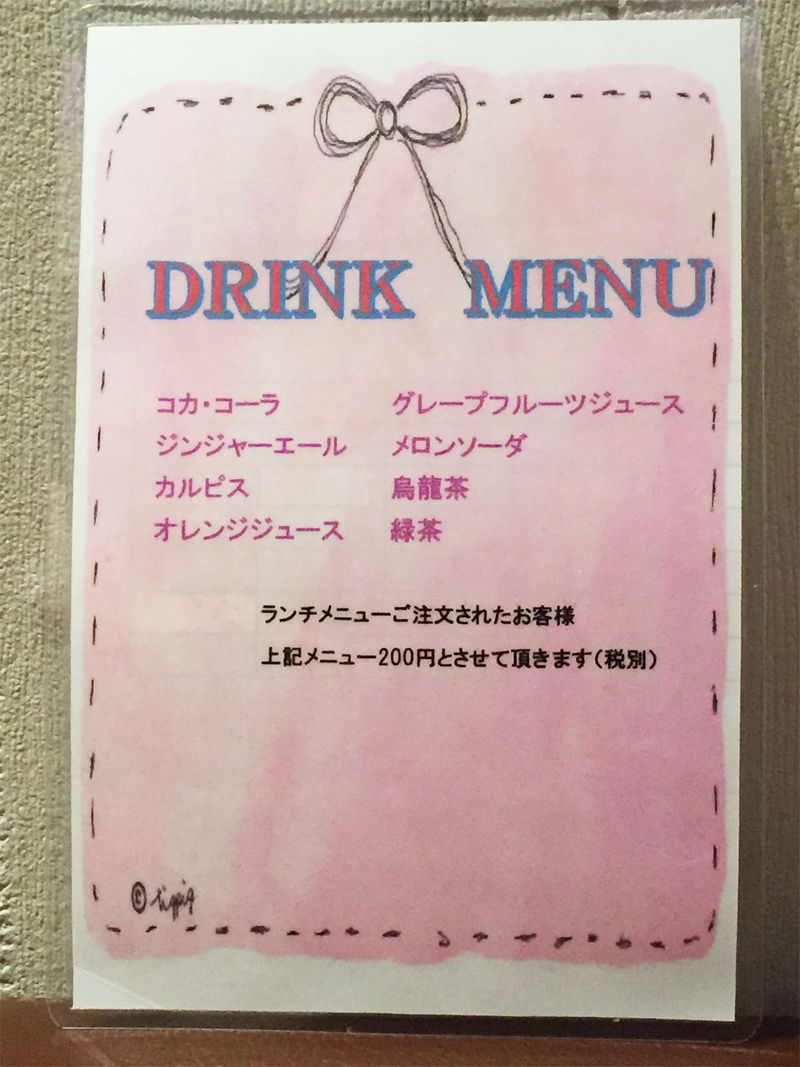 DRINK MENU
コカ・コーラ グレープフルーツジュース
ジンジャーエール メロンソーダ
カルピス 烏龍茶
オレンジジュース 緑茶
ランチメニューご注文されたお客様
上記メニュー200円とさせて頂きます(税別)
©